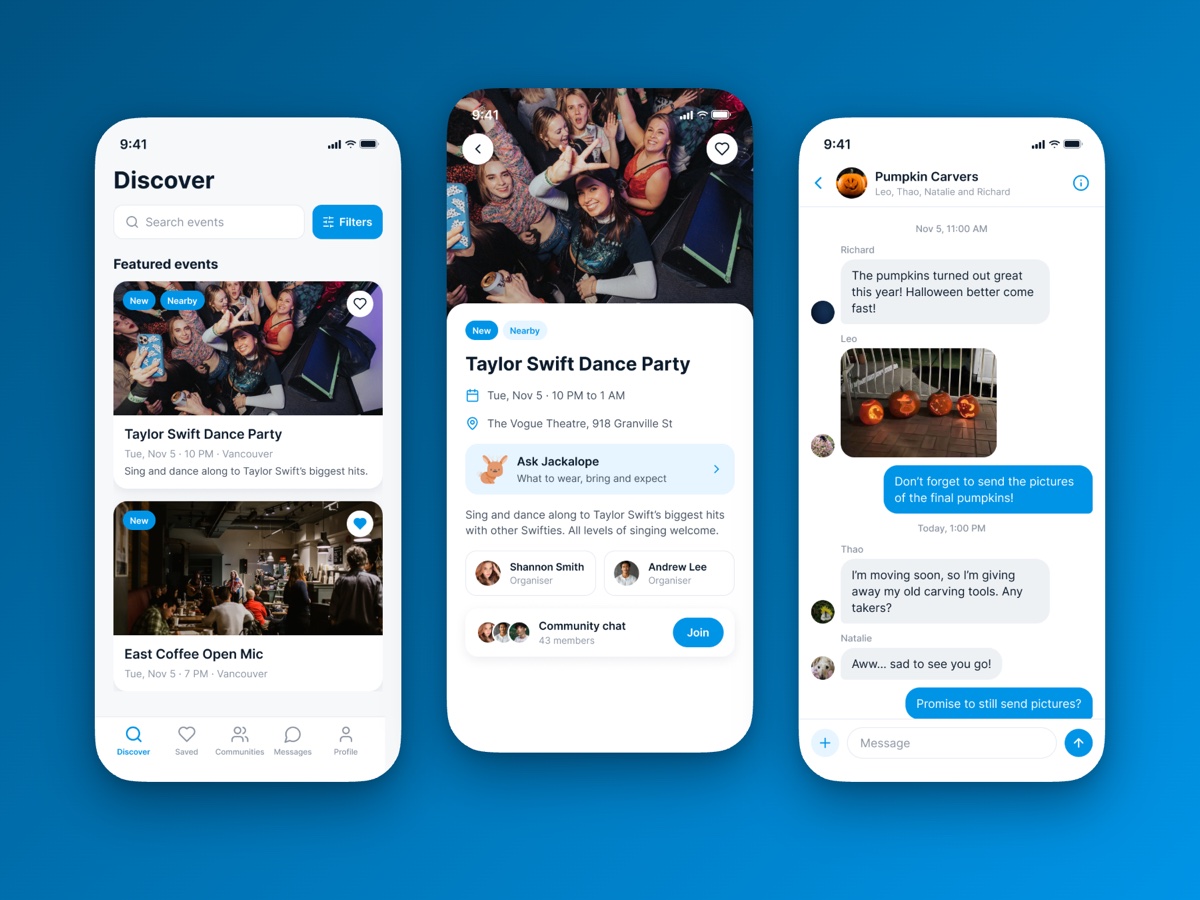 9:41
Discover
Search events
Filters
Featured events
New
Nearby
Taylor Swift Dance Party
Tue, Nov 5 · 10 PM · Vancouver
Sing and dance along to Taylor Swift’s biggest hits.
New
East Coffee Open Mic
Tue, Nov 5 · 7 PM · Vancouver
Discover
Saved
Communities
Messages
Profile
9:41
New
Nearby
Taylor Swift Dance Party
Tue, Nov 5 · 10 PM to 1 AM
The Vogue Theatre, 918 Granville St
Ask Jackalope
What to wear, bring and expect
Sing and dance along to Taylor Swift’s biggest hits
with other Swifties. All levels of singing welcome.
Shannon Smith
Organiser
Andrew Lee
Organiser
Community chat
43 members
Join
9:41
Pumpkin Carvers
Leo, Thao, Natalie and Richard
Nov 5, 11:00 AM
Richard
The pumpkins turned out great
this year! Halloween better come
fast!
Leo
Don’t forget to send the pictures
of the final pumpkins!
Today, 1:00 PM
Thao
I’m moving soon, so I’m giving
away my old carving tools. Any
takers?
Natalie
Aww... sad to see you go!
Promise to still send pictures?
Message